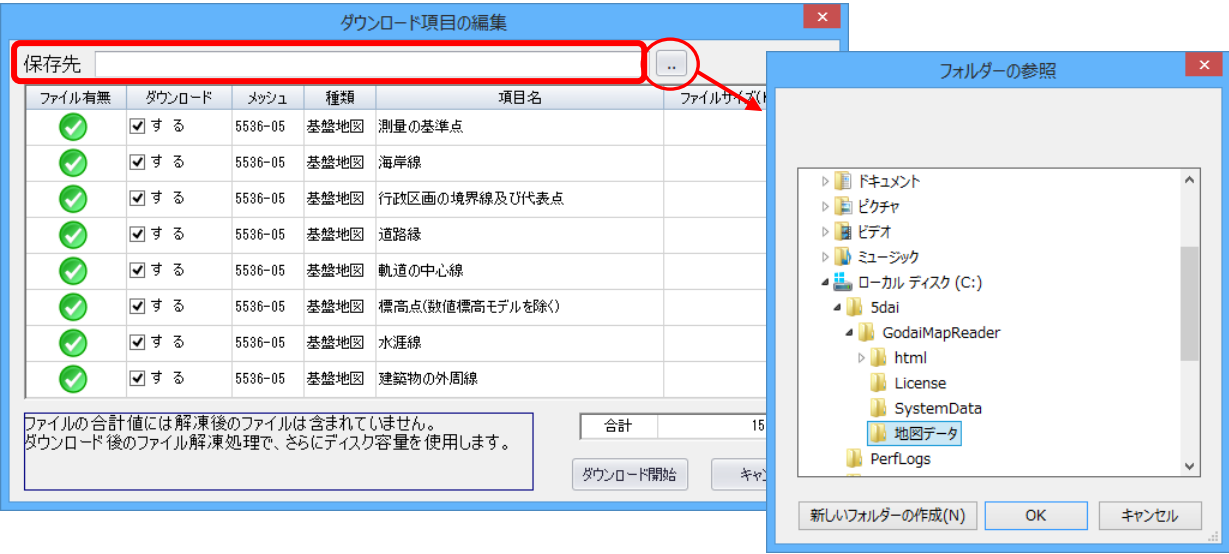 ダウンロード項目の編集
保存先
..
ファイル有無 ダウンロード メッシュ 種類 項目名 ファイルサイズ(
する 5536-05 基盤地図 測量の基準点
する 5536-05 基盤地図 海岸線
する 5536-05 基盤地図 行政区画の境界線及び代表点
する 5536-05 基盤地図 道路縁
する 5536-05 基盤地図 軌道の中心線
する 5536-05 基盤地図 標高点(数値標高モデルを除く)
する 5536-05 基盤地図 水涯線
する 5536-05 基盤地図 建築物の外周線
ファイルの合計値には解凍後のファイルは含まれていません。
ダウンロード後のファイル解凍処理で、さらにディスク容量を使用します。
合計 15
ダウンロード開始 キャン
フォルダーの参照
ドキュメント
ピクチャ
ビデオ
ミュージック
ローカル ディスク (C:)
5dai
GodaiMapReader
html
License
SystemData
地図データ
PerfLogs
新しいフォルダーの作成(N) OK キャンセル